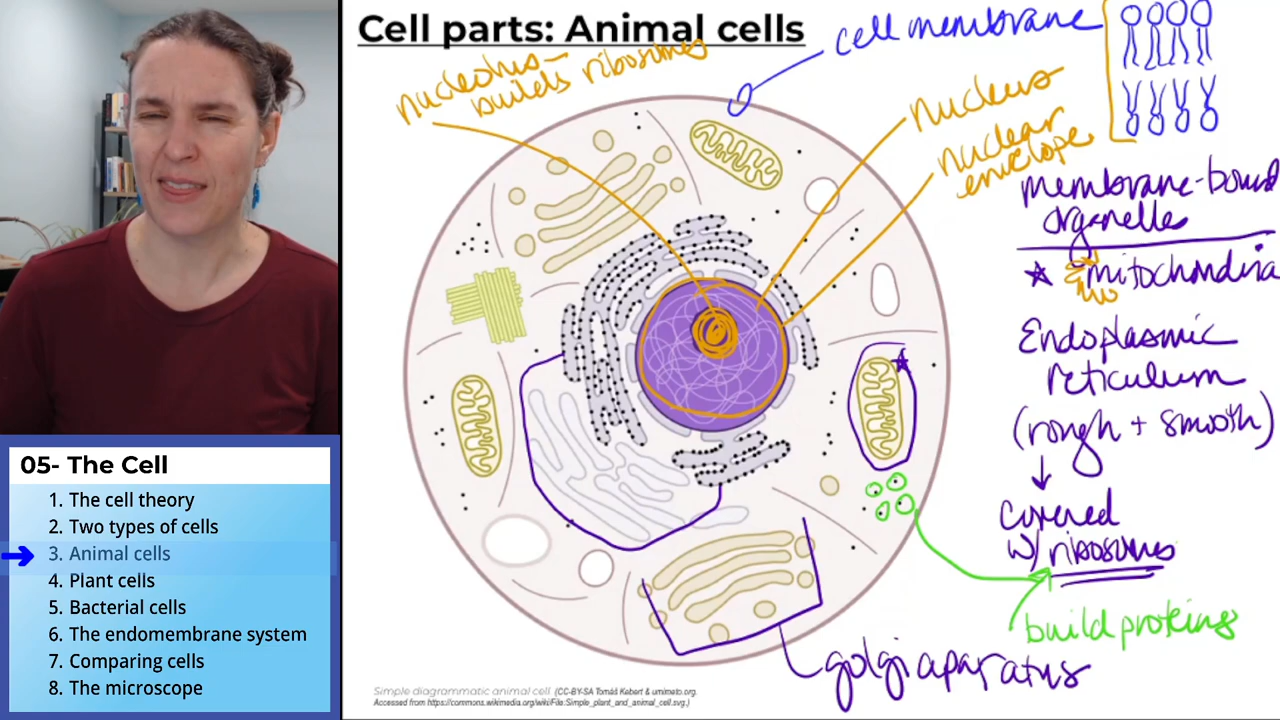 Cell parts: Animal cells
nucleolus-
builds ribosomes
cell membrane
nucleus
nuclear
envelope
membrane-bound
organelles
mitochondria
Endoplasmic
reticulum
(rough + smooth)
covered
w/ ribosomes
build proteins
golgi aparatus
05- The Cell
1. The cell theory
2. Two types of cells
3. Animal cells
4. Plant cells
5. Bacterial cells
6. The endomembrane system
7. Comparing cells
8. The microscope
Simple diagrammatic animal cell (CC-BY-SA Tomáš Kebert & umimeto.org.
Accessed from https://commons.wikimedia.org/wiki/File:Simple_plant_and_animal_cell.svg.)